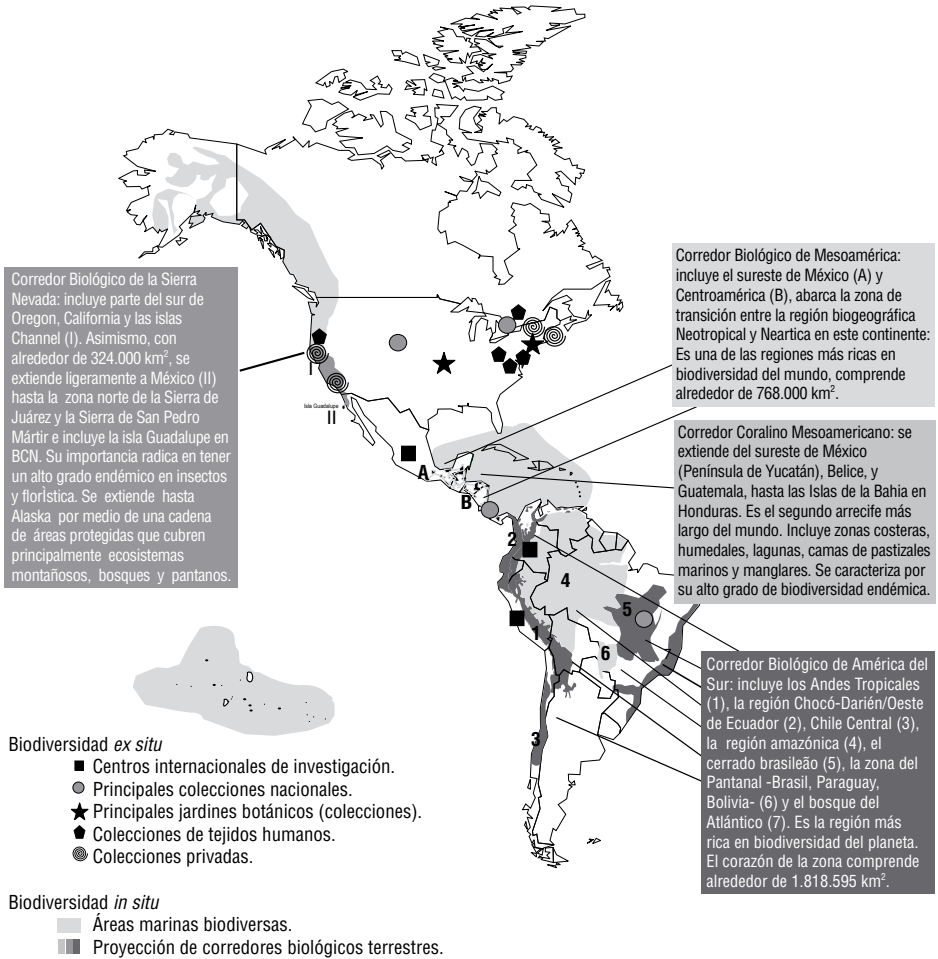 Corredor Biológico de la Sierra
Nevada: incluye parte del sur de
Oregon, California y las islas
Channel (I). Asimismo, con
alrededor de 324.000 km², se
extiende ligeramente a México (II)
hasta la zona norte de la Sierra de
Juárez y la Sierra de San Pedro
Mártir e incluye la isla Guadalupe en
BCN. Su importancia radica en tener
un alto grado endémico en insectos
y florÌstica. Se extiende hasta
Alaska por medio de una cadena
de áreas protegidas que cubren
principalmente ecosistemas
montañosos, bosques y pantanos.
Corredor Biológico de Mesoamérica:
incluye el sureste de México (A) y
Centroamérica (B), abarca la zona de
transición entre la región biogeográfica
Neotropical y Neartica en este continente:
Es una de las regiones más ricas en
biodiversidad del mundo, comprende
alrededor de 768.000 km².
Corredor Coralino Mesoamericano: se
extiende del sureste de México
(Península de Yucatán), Belice, y
Guatemala, hasta las Islas de la Bahia en
Honduras. Es el segundo arrecife más
largo del mundo. Incluye zonas costeras,
humedales, lagunas, camas de pastizales
marinos y manglares. Se caracteriza por
su alto grado de biodiversidad endémica.
Corredor Biológico de América del
Sur: incluye los Andes Tropicales
(1), la región Chocó-Darién/Oeste
de Ecuador (2), Chile Central (3),
la región amazónica (4), el
cerrado brasileão (5), la zona del
Pantanal -Brasil, Paraguay,
Bolivia- (6) y el bosque del
Atlántico (7). Es la región más
rica en biodiversidad del planeta.
El corazón de la zona comprende
alrededor de 1.818.595 km².
I
Isla Guadalupe
II
A
B
2
4
5
1
6
3
Biodiversidad ex situ
Centros internacionales de investigación.
Principales colecciones nacionales.
Principales jardines botánicos (colecciones).
Colecciones de tejidos humanos.
Colecciones privadas.
Biodiversidad in situ
Áreas marinas biodiversas.
Proyección de corredores biológicos terrestres.